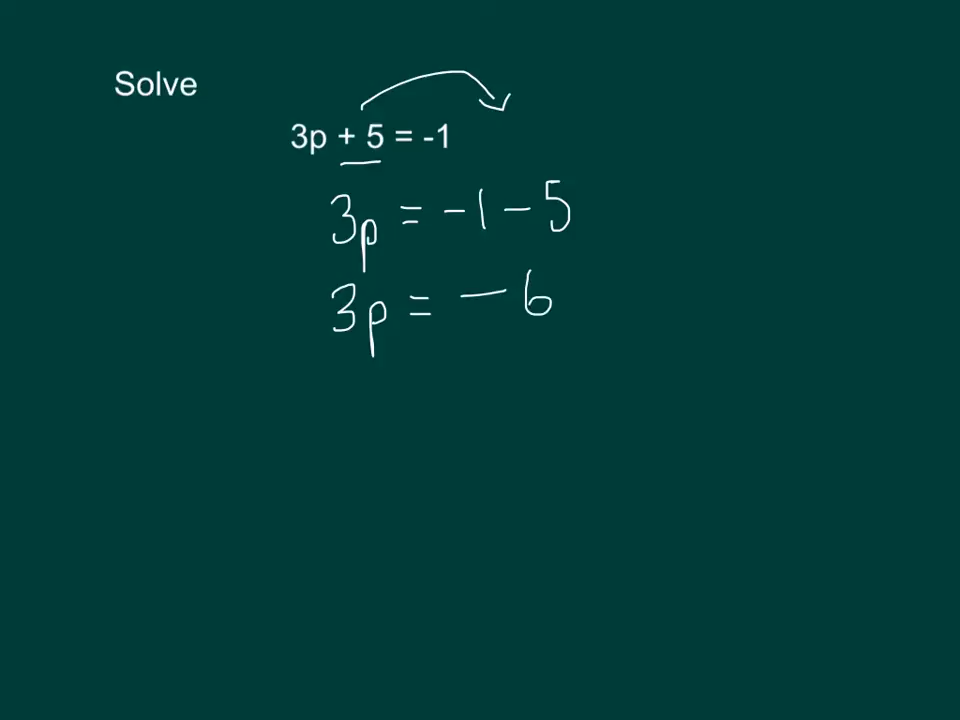 Solve
3p + 5 = -1
3p = -1 - 5
3p = - 6